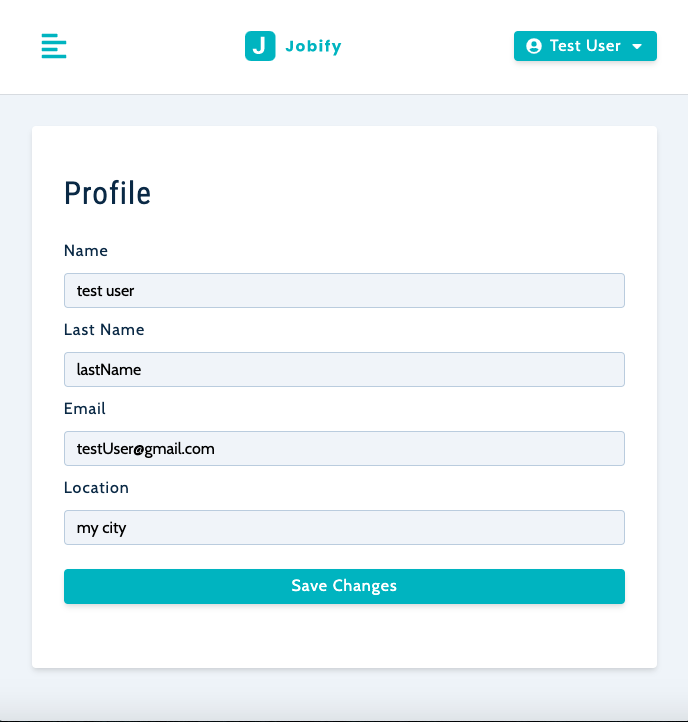 J Jobify
Test User
Profile
Name
test user
Last Name
lastName
Email
testUser@gmail.com
Location
my city
Save Changes